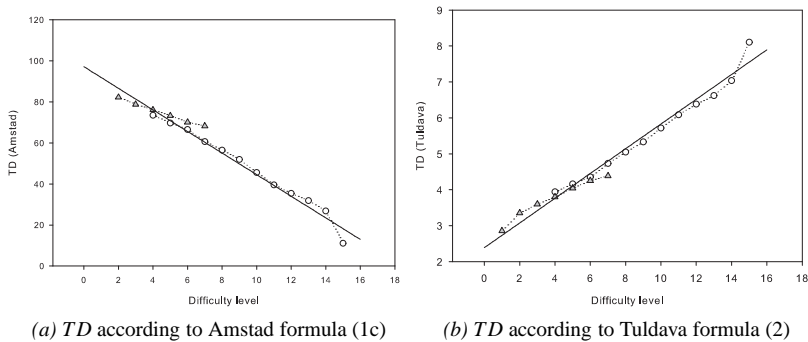 120
100
80
60
40
20
0
TD (Amstad)
0 2 4 6 8 10 12 14 16 18
Difficulty level
(a) TD according to Amstad formula (1c)
9
8
7
6
5
4
3
2
TD (Tuldava)
0 2 4 6 8 10 12 14 16 18
Difficulty level
(b) TD according to Tuldava formula (2)